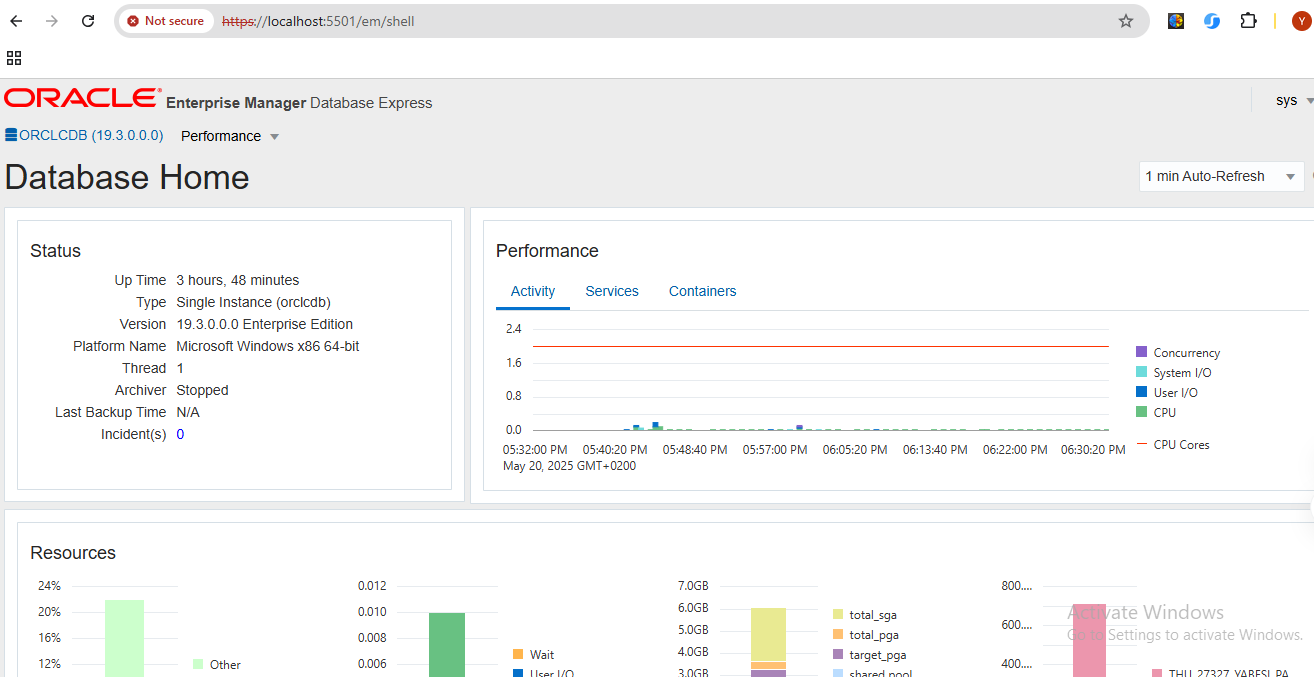 Not secure https://localhost:5501/em/shell
Y
ORACLE® Enterprise Manager Database Express
sys
ORCLCDB (19.3.0.0.0) Performance
Database Home
1 min Auto-Refresh
Status
Up Time 3 hours, 48 minutes
Type Single Instance (orclcdb)
Version 19.3.0.0.0 Enterprise Edition
Platform Name Microsoft Windows x86 64-bit
Thread 1
Archiver Stopped
Last Backup Time N/A
Incident(s) 0
Performance
Activity Services Containers
2.4
1.6
0.8
0.0
05:32:00 PM 05:40:20 PM 05:48:40 PM 05:57:00 PM 06:05:20 PM 06:13:40 PM 06:22:00 PM 06:30:20 PM
May 20, 2025 GMT+0200
Concurrency
System I/O
User I/O
CPU
CPU Cores
Resources
24%
20%
16%
12%
Other
0.012
0.010
0.008
0.006
Wait
User I/O
7.0GB
6.0GB
5.0GB
4.0GB
3.0GB
total_sga
total_pga
target_pga
shared_pool
800....
600....
400....
THU_27327_YABESI_PA
Activate Windows
Go to Settings to activate Windows.